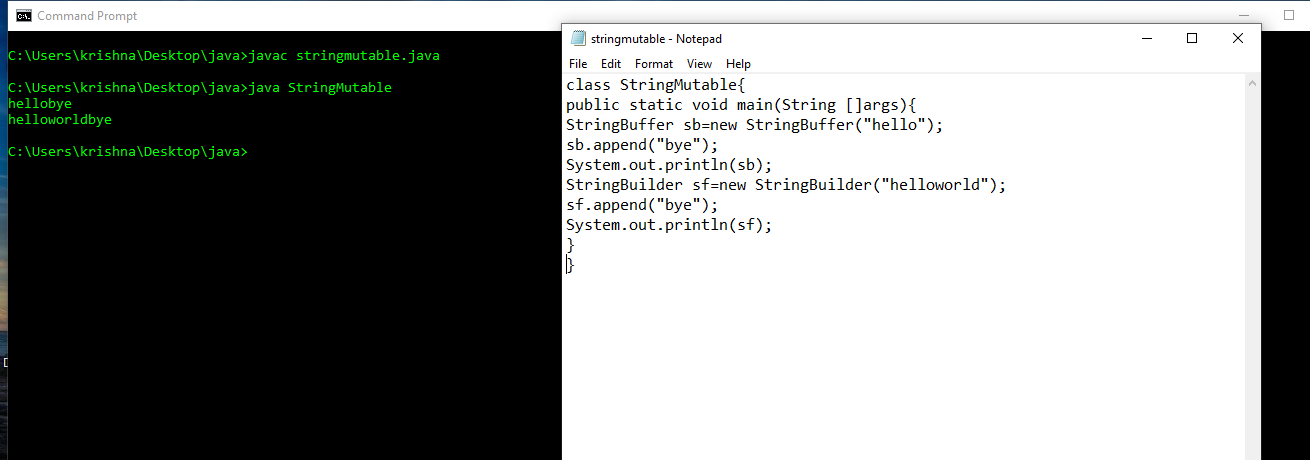 Command Prompt
C:\Users\krishna\Desktop\java>javac stringmutable.java
C:\Users\krishna\Desktop\java>java StringMutable
hellobye
helloworldbye
C:\Users\krishna\Desktop\java>
stringmutable - Notepad
File Edit Format View Help
class StringMutable{
public static void main(String []args){
StringBuffer sb=new StringBuffer("hello");
sb.append("bye");
System.out.println(sb);
StringBuilder sf=new StringBuilder("helloworld");
sf.append("bye");
System.out.println(sf);
}
}